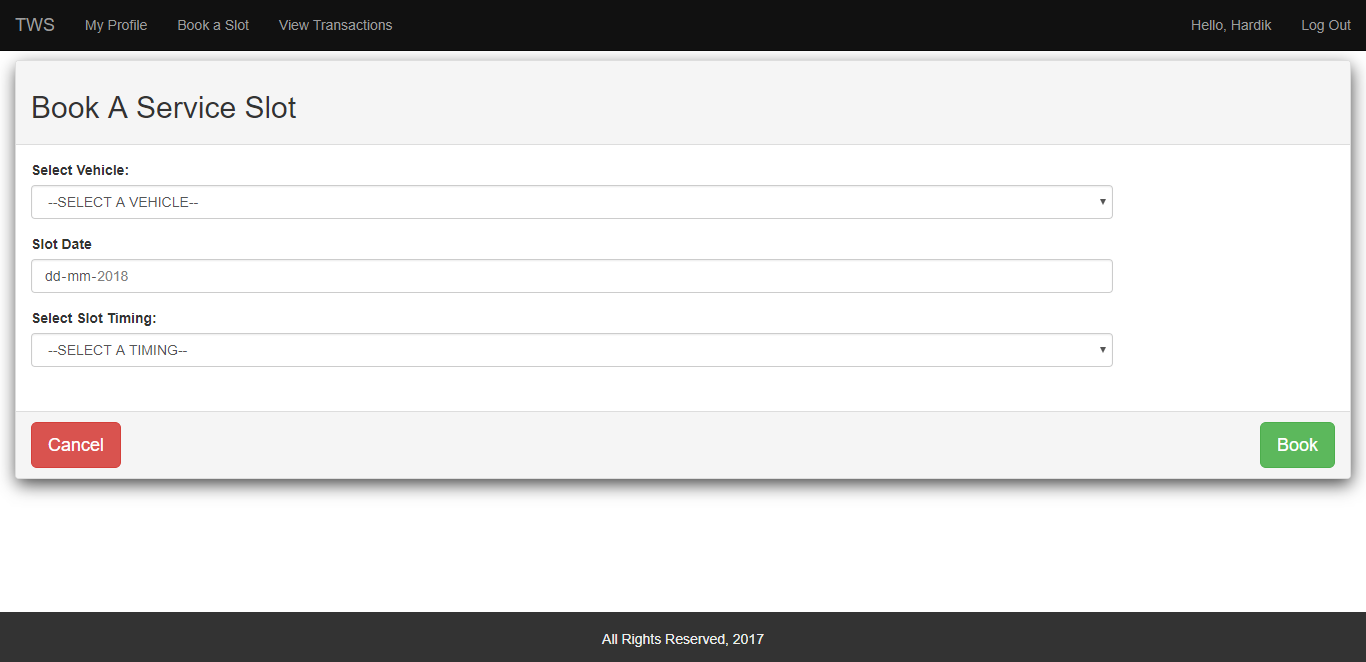 TWS My Profile Book a Slot View Transactions Hello, Hardik Log Out
Book A Service Slot
Select Vehicle:
--SELECT A VEHICLE--
Slot Date
dd-mm-2018
Select Slot Timing:
--SELECT A TIMING--
Cancel Book
All Rights Reserved, 2017